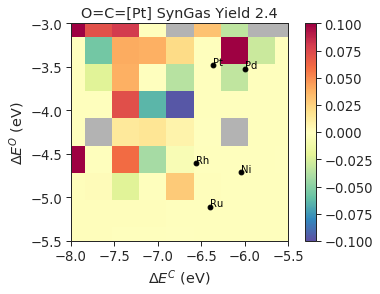 O=C=[Pt] SynGas Yield 2.4
−3.0
−3.5
−4.0
−4.5
−5.0
−5.5
ΔE^O (eV)
−8.0 −7.5 −7.0 −6.5 −6.0 −5.5
ΔE^C (eV)
Pt
Pd
Rh
Ni
Ru
0.100
0.075
0.050
0.025
0.000
−0.025
−0.050
−0.075
−0.100